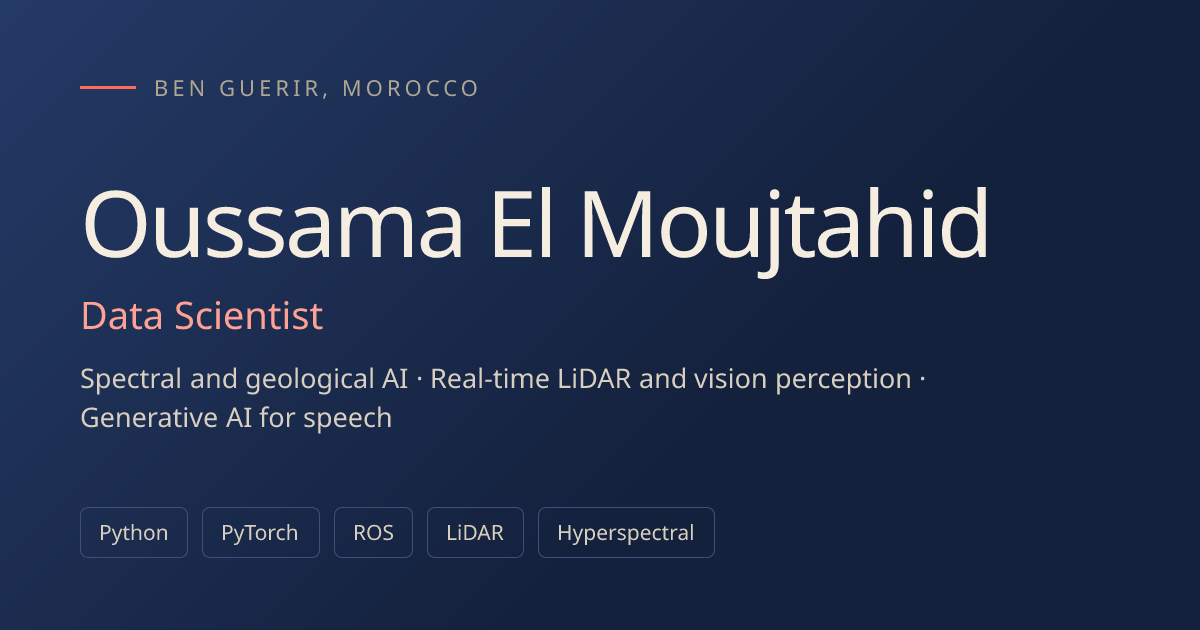 BEN GUERIR, MOROCCO
Oussama El Moujtahid
Data Scientist
Spectral and geological AI · Real-time LiDAR and vision perception ·
Generative AI for speech
Python PyTorch ROS LiDAR Hyperspectral